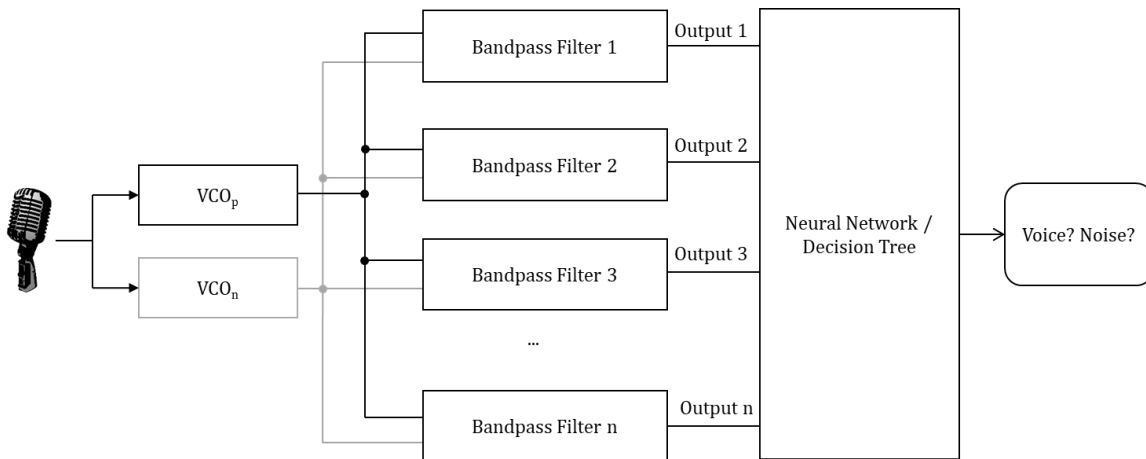 Output 1
Bandpass Filter 1
Output 2
Bandpass Filter 2
VCOp
Neural Network /
Decision Tree
Voice? Noise?
Output 3
Bandpass Filter 3
VCOn
...
Output n
Bandpass Filter n